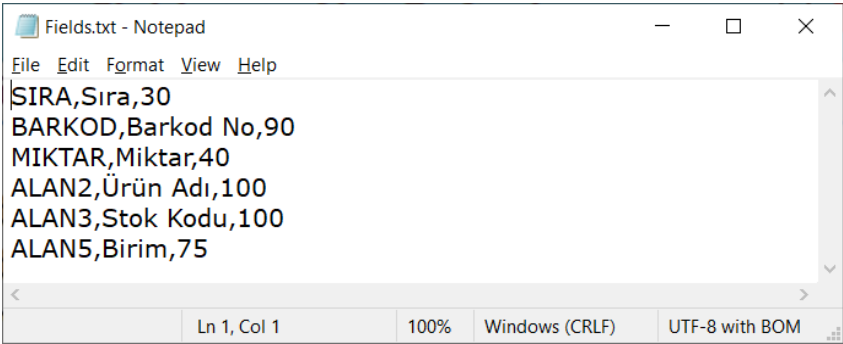 Fields.txt - Notepad
File Edit Format View Help
SIRA,Sıra,30
BARKOD,Barkod No,90
MIKTAR,Miktar,40
ALAN2,Ürün Adı,100
ALAN3,Stok Kodu,100
ALAN5,Birim,75
Ln 1, Col 1 100% Windows (CRLF) UTF-8 with BOM